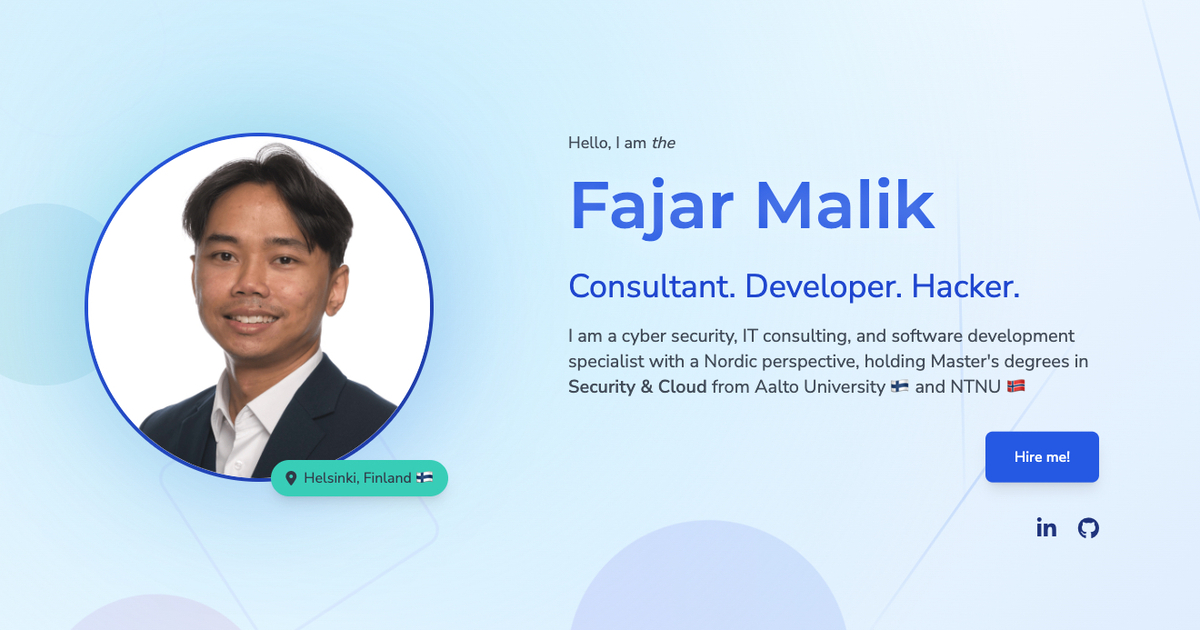 Hello, I am the
Fajar Malik
Consultant. Developer. Hacker.
I am a cyber security, IT consulting, and software development
specialist with a Nordic perspective, holding Master's degrees in
Security & Cloud from Aalto University 🇫🇮 and NTNU 🇳🇴
Hire me!
Helsinki, Finland 🇫🇮
in